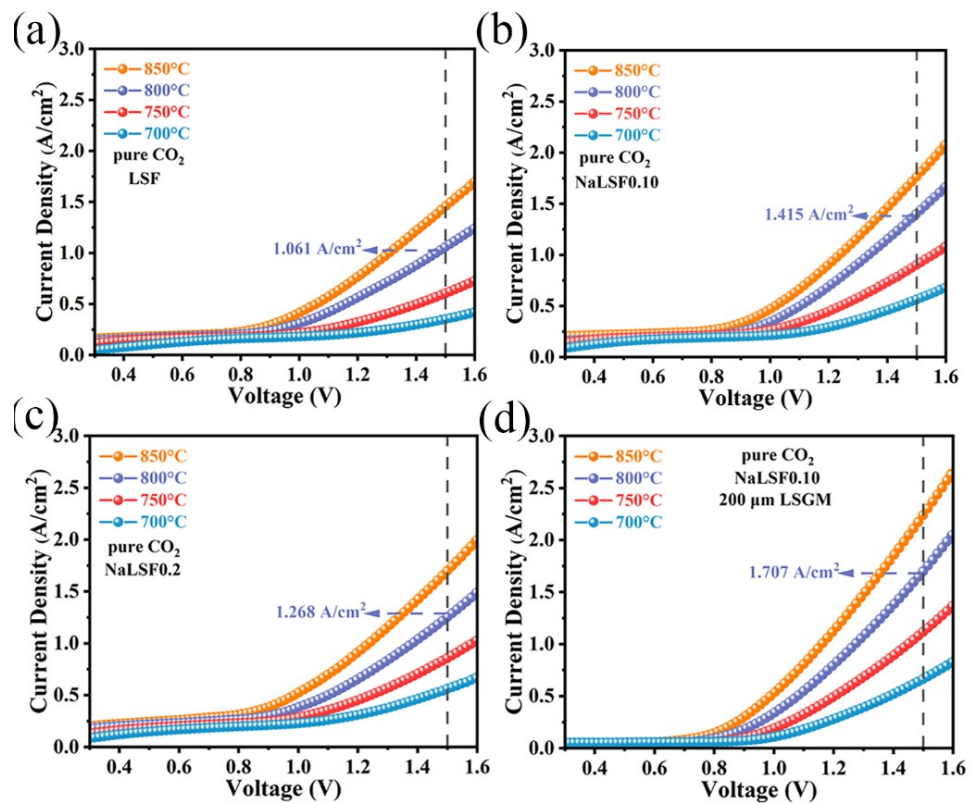 (a)
3.0
2.5
2.0
1.5
1.0
0.5
0.0
Current Density (A/cm²)
850°C
800°C
750°C
700°C
pure CO₂
LSF
1.061 A/cm²
0.4 0.6 0.8 1.0 1.2 1.4 1.6
Voltage (V)
(b)
3.0
2.5
2.0
1.5
1.0
0.5
0.0
Current Density (A/cm²)
850°C
800°C
750°C
700°C
pure CO₂
NaLSF0.10
1.415 A/cm²
0.4 0.6 0.8 1.0 1.2 1.4 1.6
Voltage (V)
(c)
3.0
2.5
2.0
1.5
1.0
0.5
0.0
Current Density (A/cm²)
850°C
800°C
750°C
700°C
pure CO₂
NaLSF0.2
1.268 A/cm²
0.4 0.6 0.8 1.0 1.2 1.4 1.6
Voltage (V)
(d)
3.0
2.5
2.0
1.5
1.0
0.5
0.0
Current Density (A/cm²)
850°C
800°C
750°C
700°C
pure CO₂
NaLSF0.10
200 μm LSGM
1.707 A/cm²
0.4 0.6 0.8 1.0 1.2 1.4 1.6
Voltage (V)